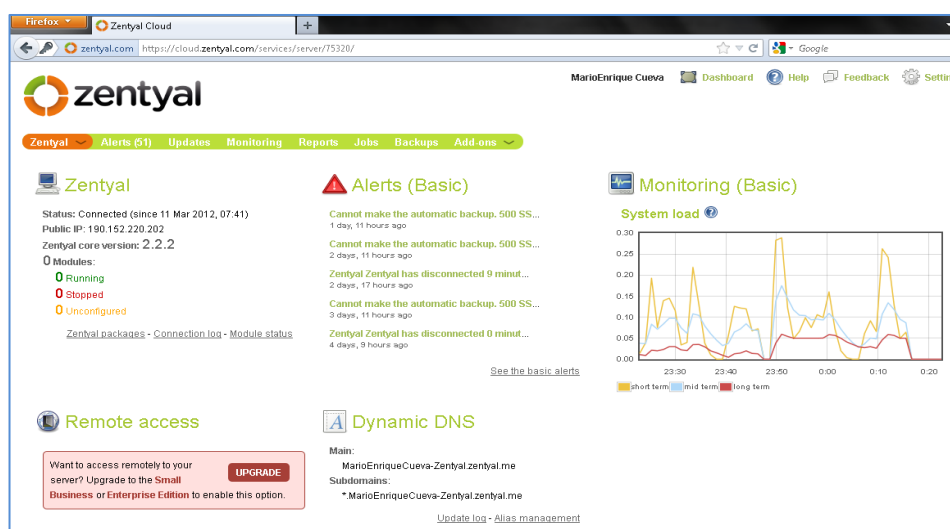 Firefox
Zentyal Cloud
zentyal.com https://cloud.zentyal.com/services/server/75320/
Google
zentyal
MarioEnrique Cueva Dashboard Help Feedback
Zentyal Alerts (51) Updates Monitoring Reports Jobs Backups Add-ons
Zentyal
Status: Connected (since 11 Mar 2012, 07:41)
Public IP: 190.152.220.202
Zentyal core version: 2.2.2
0 Modules:
0 Running
0 Stopped
0 Unconfigured
Zentyal packages - Connection log - Module status
Alerts (Basic)
Cannot make the automatic backup. 500 SS...
1 day, 11 hours ago
Cannot make the automatic backup. 500 SS...
2 days, 11 hours ago
Zentyal Zentyal has disconnected 9 minut...
2 days, 17 hours ago
Cannot make the automatic backup. 500 SS...
3 days, 11 hours ago
Zentyal Zentyal has disconnected 0 minut...
4 days, 9 hours ago
See the basic alerts
Monitoring (Basic)
System load
0.30
0.25
0.20
0.15
0.10
0.05
0.00
23:30 23:40 23:50 0:00 0:10 0:20
short term mid term long term
Remote access
Want to access remotely to your
server? Upgrade to the Small
Business or Enterprise Edition to enable this option.
UPGRADE
Dynamic DNS
Main:
MarioEnriqueCueva-Zentyal.zentyal.me
Subdomains:
*.MarioEnriqueCueva-Zentyal.zentyal.me
Update log - Alias management